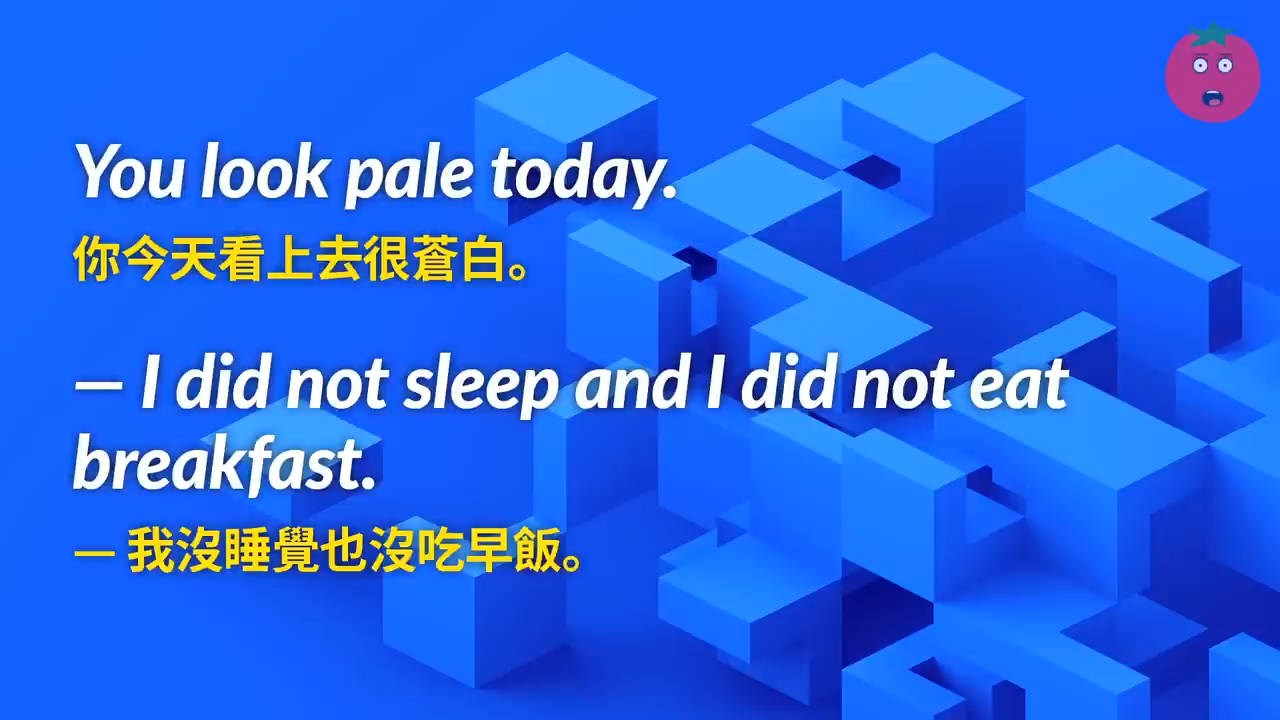 You look pale today.
你今天看上去很蒼白。
— I did not sleep and I did not eat
breakfast.
— 我沒睡覺也沒吃早飯。